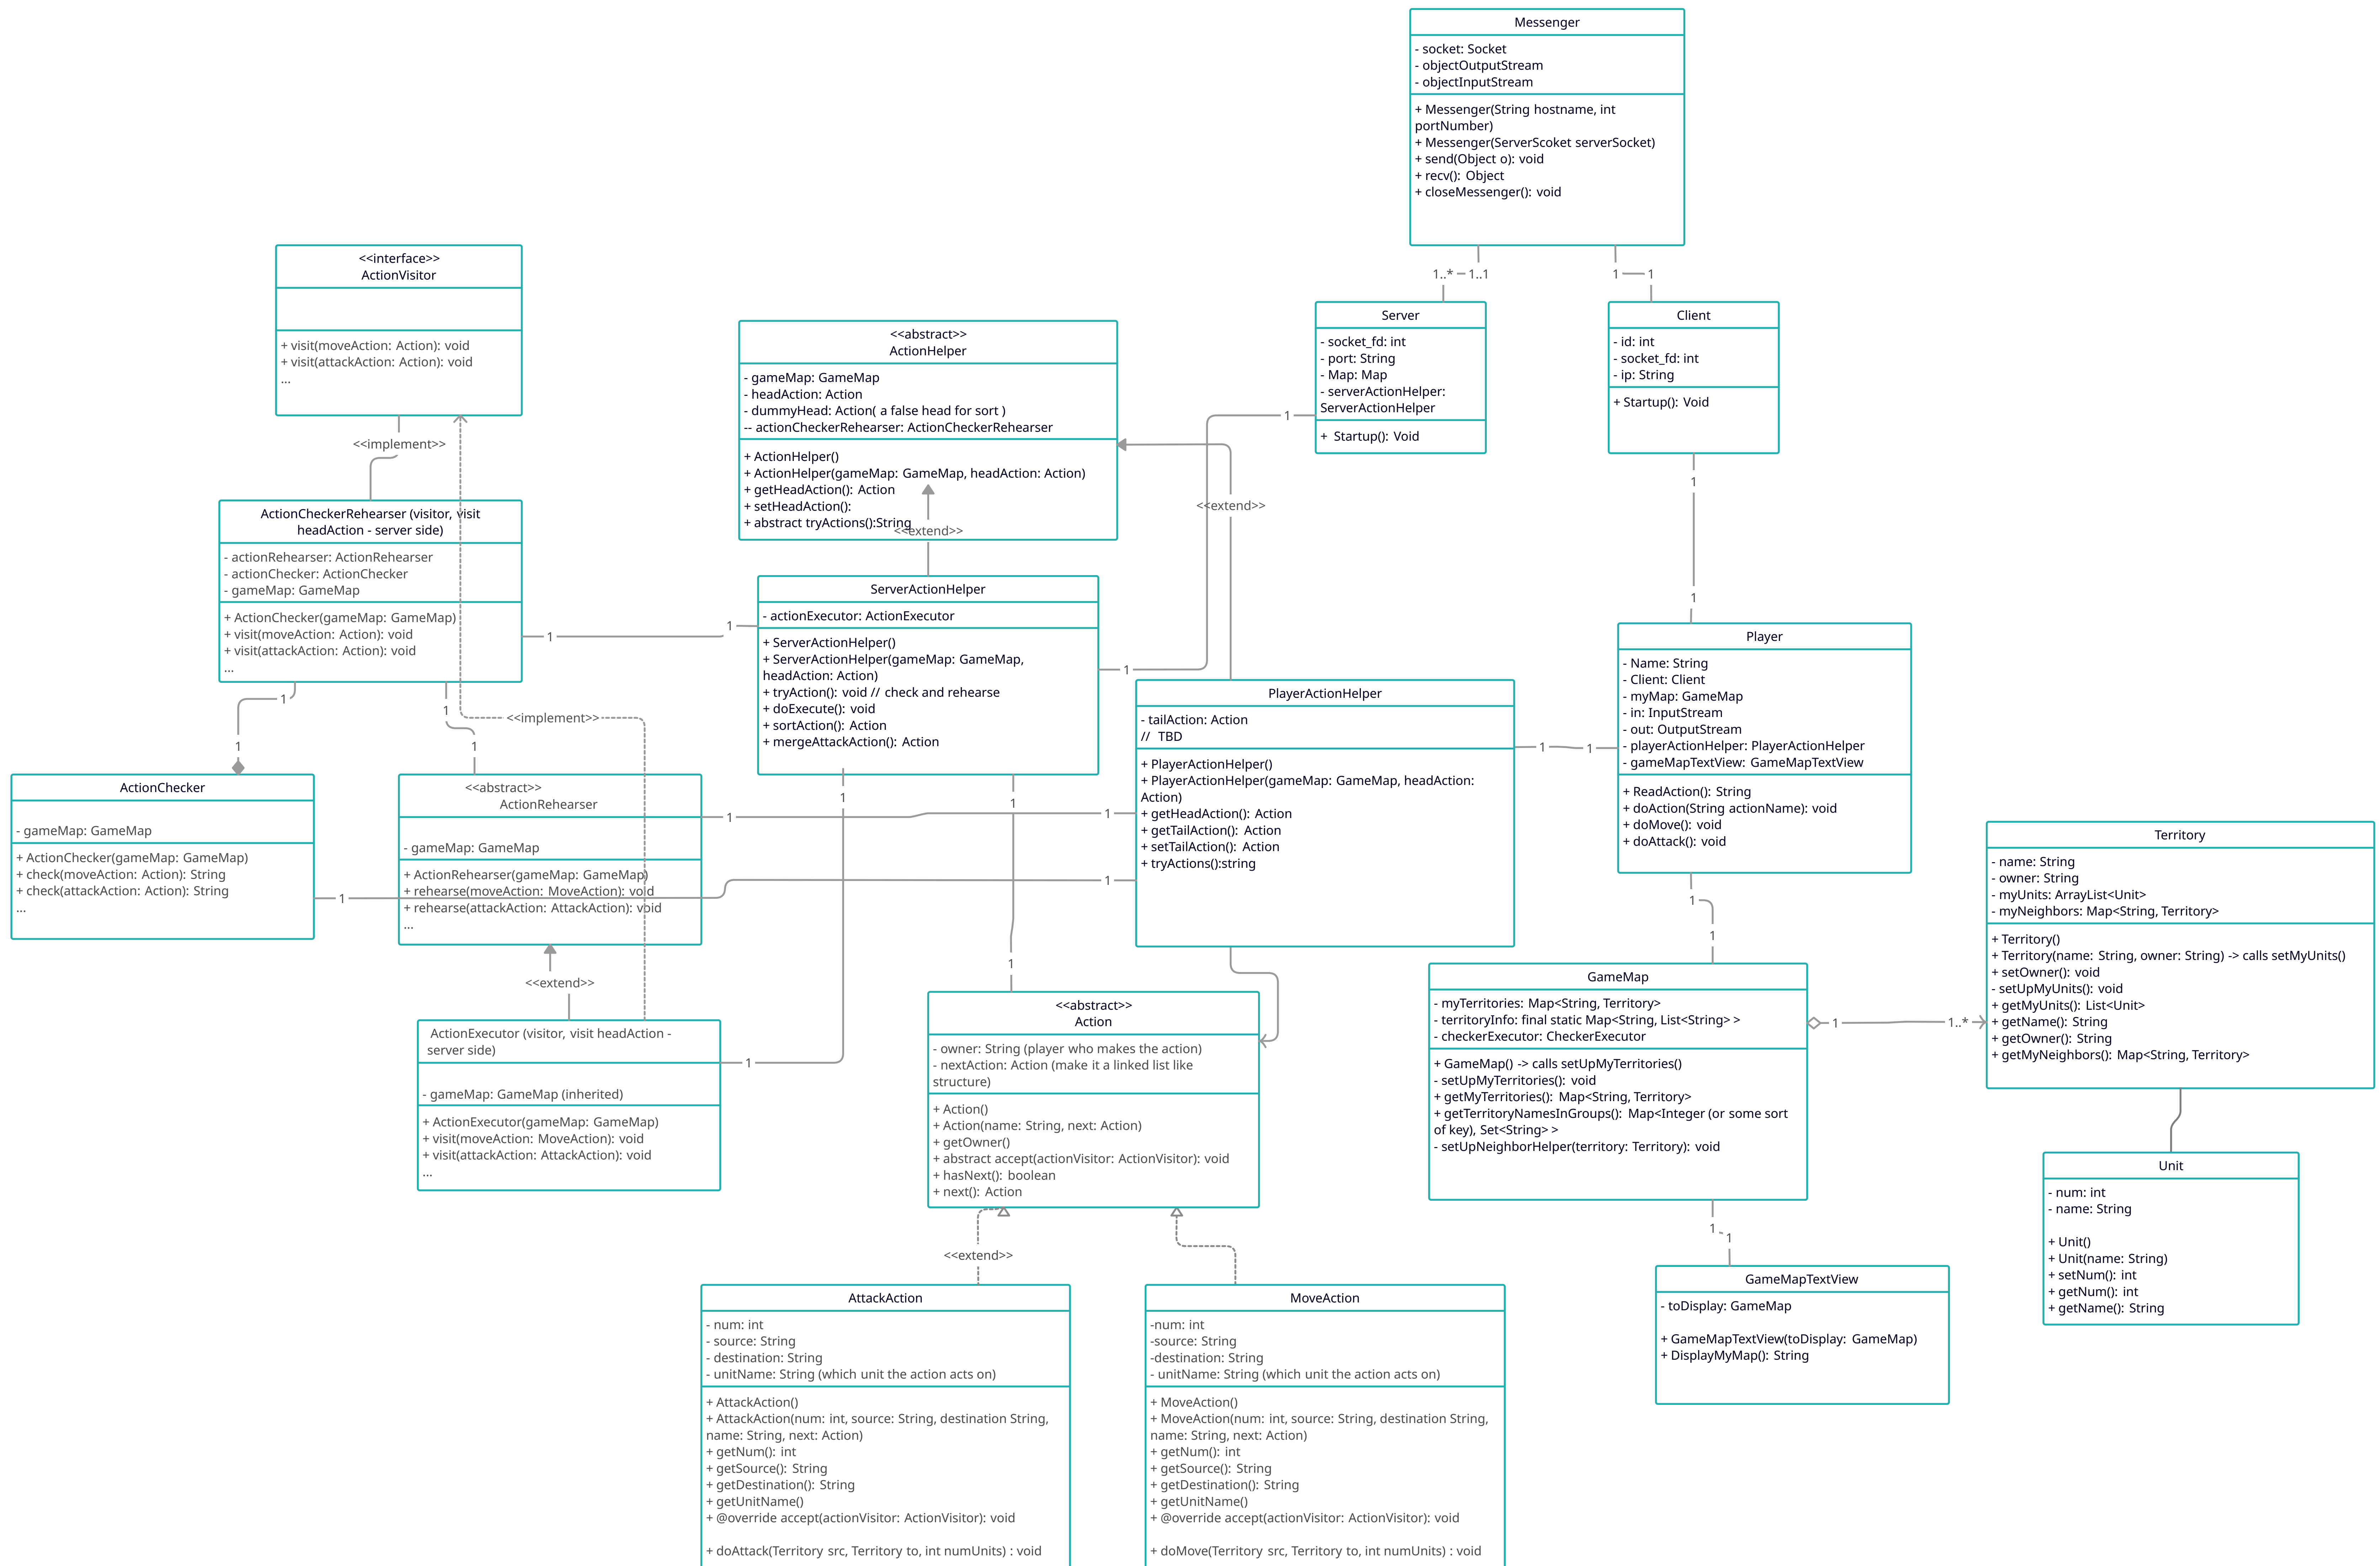 Messenger
- socket: Socket
- objectOutputStream
- objectInputStream
+ Messenger(String hostname, int
portNumber)
+ Messenger(ServerScoket serverSocket)
+ send(Object o): void
+ recv(): Object
+ closeMessenger(): void
1..*
1..1
1
1
<<interface>>
ActionVisitor
+ visit(moveAction: Action): void
+ visit(attackAction: Action): void
...
<<implement>>
<<abstract>>
ActionHelper
- gameMap: GameMap
- headAction: Action
- dummyHead: Action( a false head for sort )
-- actionCheckerRehearser: ActionCheckerRehearser
+ ActionHelper()
+ ActionHelper(gameMap: GameMap, headAction: Action)
+ getHeadAction(): Action
+ setHeadAction():
+ abstract tryActions():String
<<extend>>
<<extend>>
Server
- socket_fd: int
- port: String
- Map: Map
- serverActionHelper:
ServerActionHelper
+ Startup(): Void
1
Client
- id: int
- socket_fd: int
- ip: String
+ Startup(): Void
1
1
ActionCheckerRehearser (visitor, visit
headAction - server side)
- actionRehearser: ActionRehearser
- actionChecker: ActionChecker
- gameMap: GameMap
+ ActionChecker(gameMap: GameMap)
+ visit(moveAction: Action): void
+ visit(attackAction: Action): void
...
1
1
1
1
1
1
<<implement>>
ServerActionHelper
- actionExecutor: ActionExecutor
+ ServerActionHelper()
+ ServerActionHelper(gameMap: GameMap,
headAction: Action)
+ tryAction(): void // check and rehearse
+ doExecute(): void
+ sortAction(): Action
+ mergeAttackAction(): Action
1
1
1
1
1
PlayerActionHelper
- tailAction: Action
// TBD
+ PlayerActionHelper()
+ PlayerActionHelper(gameMap: GameMap, headAction:
Action)
+ getHeadAction(): Action
+ getTailAction(): Action
+ setTailAction(): Action
+ tryActions():string
1
1
Player
- Name: String
- Client: Client
- myMap: GameMap
- in: InputStream
- out: OutputStream
- playerActionHelper: PlayerActionHelper
- gameMapTextView: GameMapTextView
+ ReadAction(): String
+ doAction(String actionName): void
+ doMove(): void
+ doAttack(): void
1
1
ActionChecker
- gameMap: GameMap
+ ActionChecker(gameMap: GameMap)
+ check(moveAction: Action): String
+ check(attackAction: Action): String
...
1
1
<<abstract>>
ActionRehearser
- gameMap: GameMap
+ ActionRehearser(gameMap: GameMap)
+ rehearse(moveAction: MoveAction): void
+ rehearse(attackAction: AttackAction): void
...
1
1
<<extend>>
ActionExecutor (visitor, visit headAction -
server side)
- gameMap: GameMap (inherited)
+ ActionExecutor(gameMap: GameMap)
+ visit(moveAction: MoveAction): void
+ visit(attackAction: AttackAction): void
...
<<abstract>>
Action
- owner: String (player who makes the action)
- nextAction: Action (make it a linked list like
structure)
+ Action()
+ Action(name: String, next: Action)
+ getOwner()
+ abstract accept(actionVisitor: ActionVisitor): void
+ hasNext(): boolean
+ next(): Action
<<extend>>
GameMap
- myTerritories: Map<String, Territory>
- territoryInfo: final static Map<String, List<String> >
- checkerExecutor: CheckerExecutor
+ GameMap() -> calls setUpMyTerritories()
- setUpMyTerritories(): void
+ getMyTerritories(): Map<String, Territory>
+ getTerritoryNamesInGroups(): Map<Integer (or some sort
of key), Set<String> >
- setUpNeighborHelper(territory: Territory): void
1
1..*
1
1
Territory
- name: String
- owner: String
- myUnits: ArrayList<Unit>
- myNeighbors: Map<String, Territory>
+ Territory()
+ Territory(name: String, owner: String) -> calls setMyUnits()
+ setOwner(): void
- setUpMyUnits(): void
+ getMyUnits(): List<Unit>
+ getName(): String
+ getOwner(): String
+ getMyNeighbors(): Map<String, Territory>
Unit
- num: int
- name: String
+ Unit()
+ Unit(name: String)
+ setNum(): int
+ getNum(): int
+ getName(): String
GameMapTextView
- toDisplay: GameMap
+ GameMapTextView(toDisplay: GameMap)
+ DisplayMyMap(): String
AttackAction
- num: int
- source: String
- destination: String
- unitName: String (which unit the action acts on)
+ AttackAction()
+ AttackAction(num: int, source: String, destination String,
name: String, next: Action)
+ getNum(): int
+ getSource(): String
+ getDestination(): String
+ getUnitName()
+ @override accept(actionVisitor: ActionVisitor): void
+ doAttack(Territory src, Territory to, int numUnits) : void
MoveAction
-num: int
-source: String
-destination: String
- unitName: String (which unit the action acts on)
+ MoveAction()
+ MoveAction(num: int, source: String, destination String,
name: String, next: Action)
+ getNum(): int
+ getSource(): String
+ getDestination(): String
+ getUnitName()
+ @override accept(actionVisitor: ActionVisitor): void
+ doMove(Territory src, Territory to, int numUnits) : void